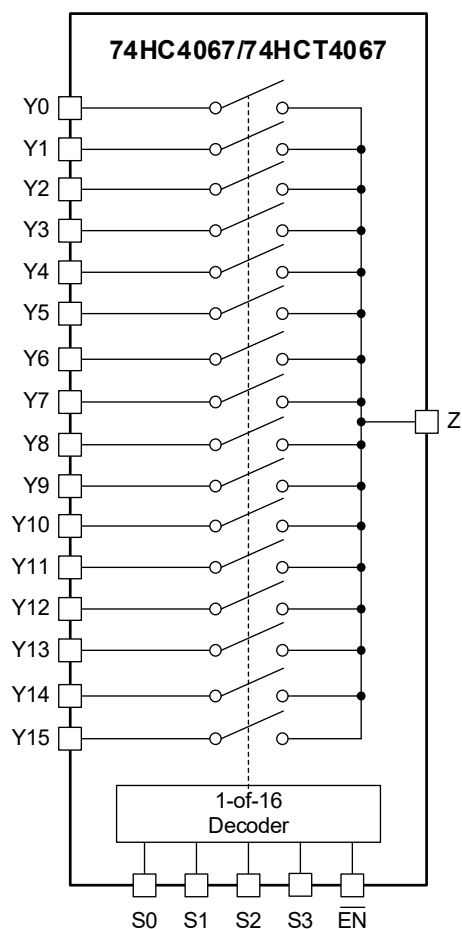 74HC4067/74HCT4067
Y0
Y1
Y2
Y3
Y4
Y5
Y6
Y7
Z
Y8
Y9
Y10
Y11
Y12
Y13
Y14
Y15
1-of-16
Decoder
S0 S1 S2 S3 E̅N̅